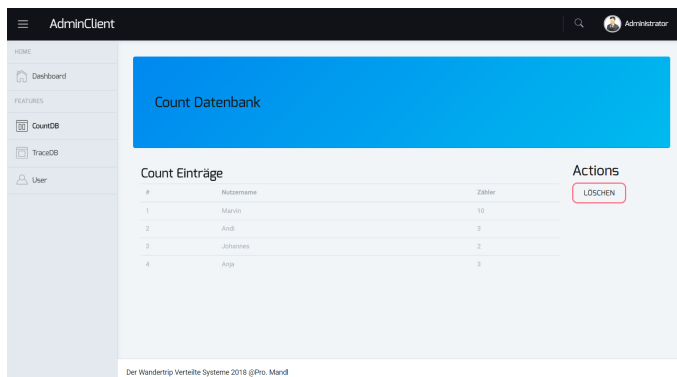 AdminClient
Administrator
HOME
Dashboard
FEATURES
CountDB
TraceDB
User
Count Datenbank
Count Einträge
# Nutzername Zähler
1 Marvin 10
2 Andi 3
3 Johannes 2
4 Anja 3
Actions
LÖSCHEN
Der Wandertrip Verteilte Systeme 2018 @Pro. Mandl